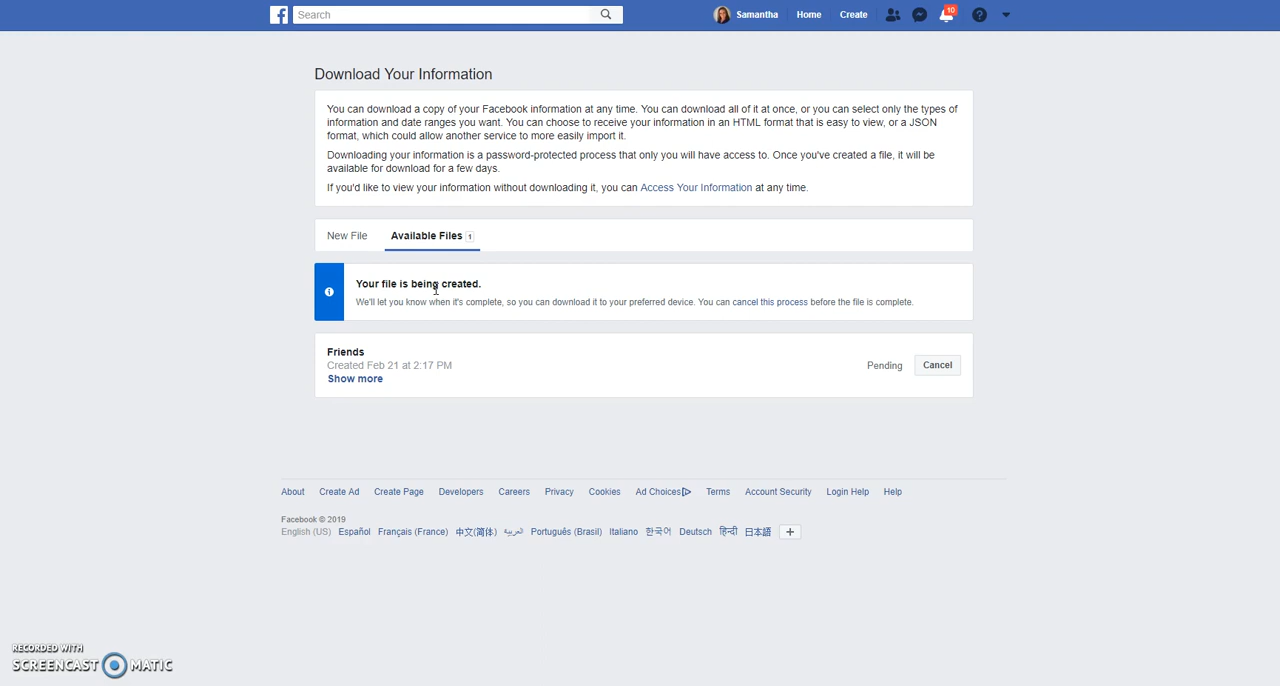 f Search Samantha Home Create 10
Download Your Information
You can download a copy of your Facebook information at any time. You can download all of it at once, or you can select only the types of
information and date ranges you want. You can choose to receive your information in an HTML format that is easy to view, or a JSON
format, which could allow another service to more easily import it.
Downloading your information is a password-protected process that only you will have access to. Once you've created a file, it will be
available for download for a few days.
If you'd like to view your information without downloading it, you can Access Your Information at any time.
New File Available Files 1
Your file is being created.
We'll let you know when it's complete, so you can download it to your preferred device. You can cancel this process before the file is complete.
Friends
Created Feb 21 at 2:17 PM
Pending Cancel
Show more
About Create Ad Create Page Developers Careers Privacy Cookies Ad Choices Terms Account Security Login Help Help
Facebook © 2019
English (US) Español Français (France) 中文(简体) العربية Português (Brasil) Italiano 한국어 Deutsch हिन्दी 日本語
RECORDED WITH
SCREENCAST MATIC